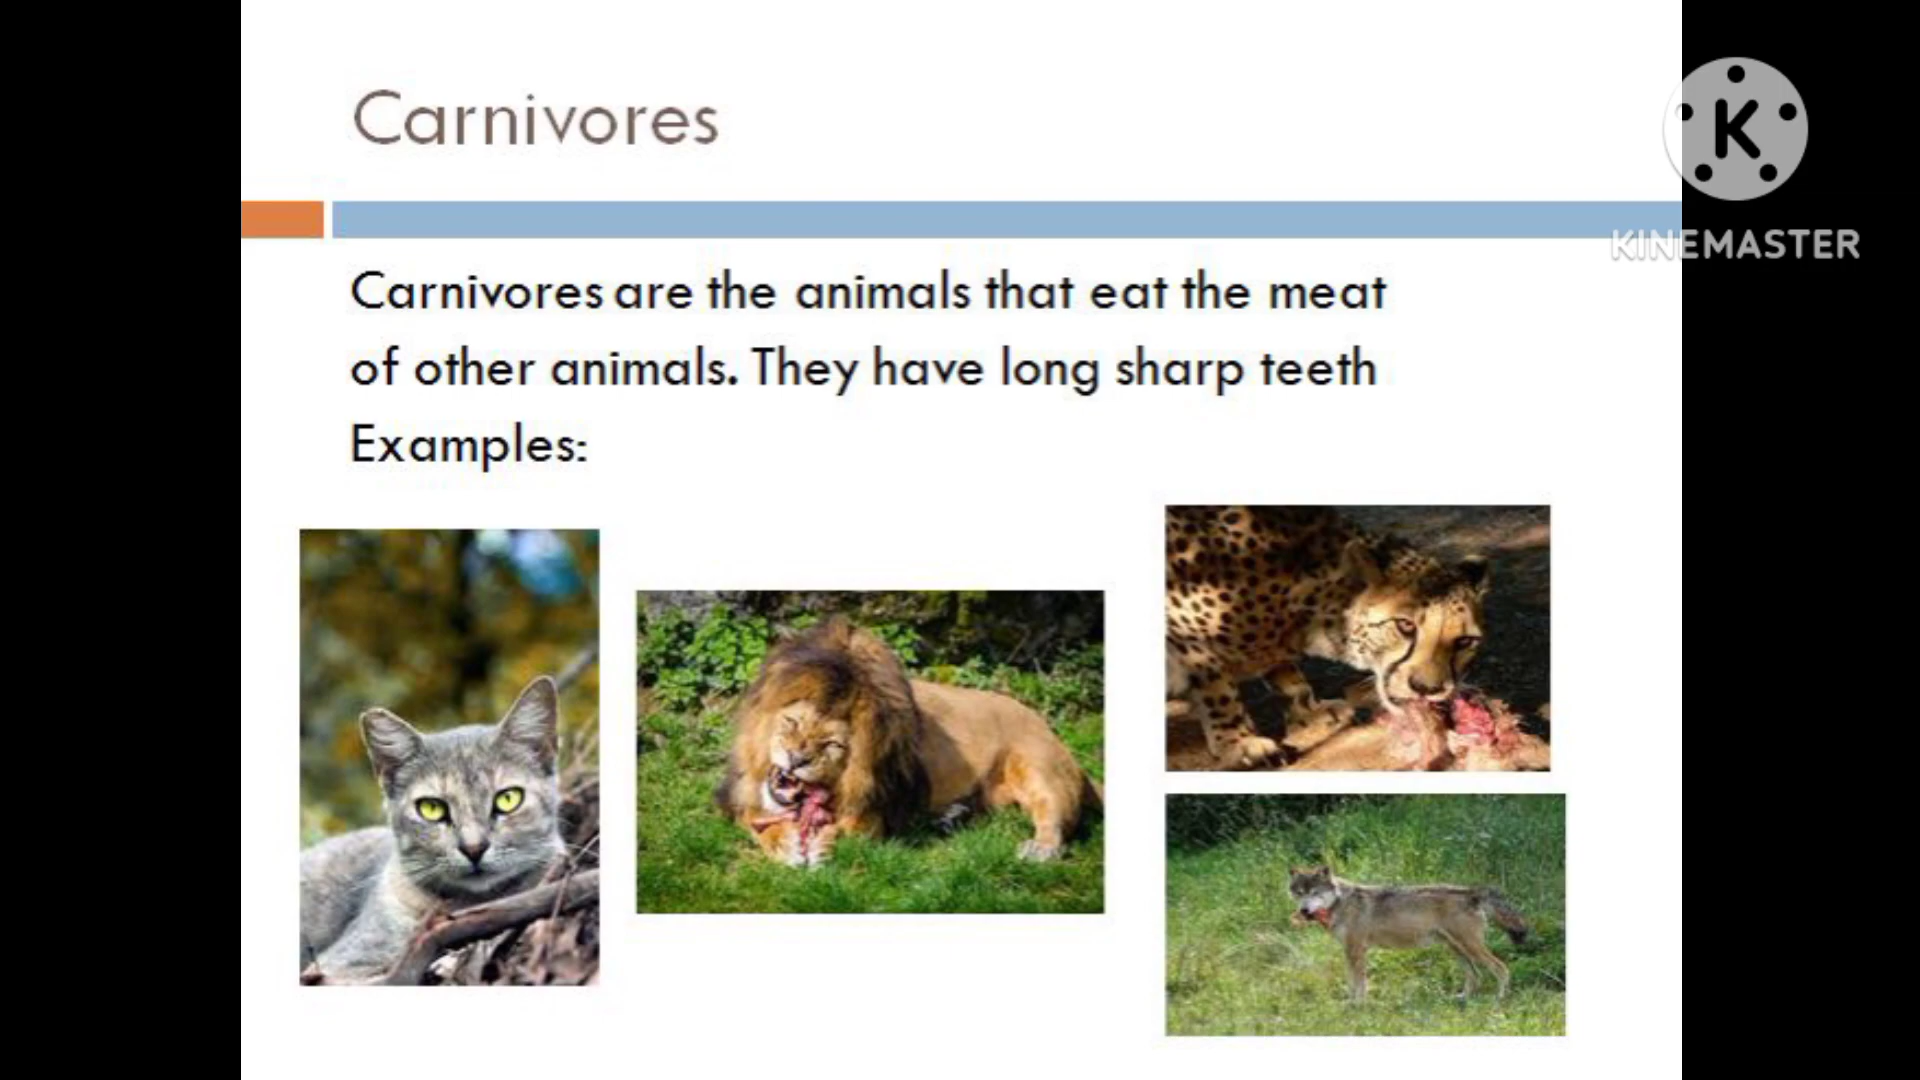 Carnivores
K
KINEMASTER
Carnivores are the animals that eat the meat
of other animals. They have long sharp teeth
Examples: